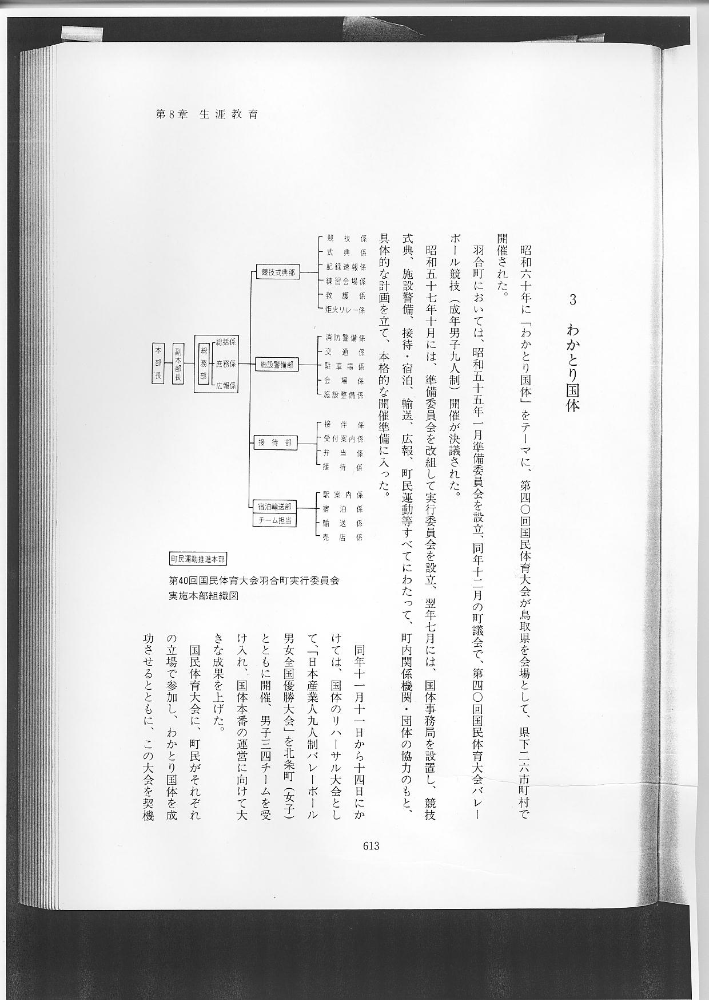 第8章 生涯教育
3 わかとり国体
昭和六十年に「わかとり国体」をテーマに、第四〇回国民体育大会が鳥取県を会場として、県下二六市町村で
開催された。
羽合町においては、昭和五十五年一月準備委員会を設立、同年十二月の町議会で、第四〇回国民体育大会バレー
ボール競技（成年男子九人制）開催が決議された。
昭和五十七年十月には、準備委員会を改組して実行委員会を設立、翌年七月には、国体事務局を設置し、競技
式典、施設警備、接待・宿泊、輸送、広報、町民運動等すべてにわたって、町内関係機関・団体の協力のもと、
具体的な計画を立て、本格的な開催準備に入った。
本部長
副本部長
総務部
総括係
庶務係
広報係
競技式典部
競技係
式典係
記録速報係
練習会場係
救護係
炬火リレー係
施設警備部
消防警備係
交通係
駐車場係
会場係
施設整備係
接待部
接伴係
受付案内係
弁当係
接待係
宿泊輸送部
チーム担当
駅案内係
宿泊係
輸送係
売店係
町民運動推進本部
第40回国民体育大会羽合町実行委員会
実施本部組織図
同年十一月十一日から十四日にか
けては、国体のリハーサル大会とし
て、「日本産業人九人制バレーボール
男女全国優勝大会」を北条町（女子）
とともに開催、男子三四チームを受
け入れ、国体本番の運営に向けて大
きな成果を上げた。
国民体育大会に、町民がそれぞれ
の立場で参加し、わかとり国体を成
功させるとともに、この大会を契機
613